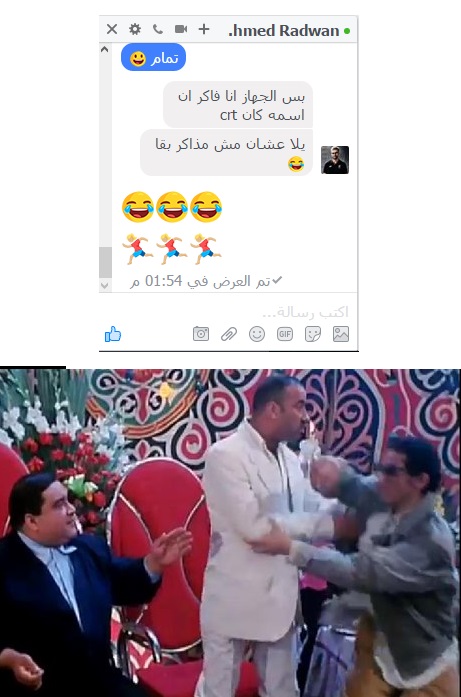 .hmed Radwan
تمام 😀
بس الجهاز انا فاكر ان
اسمه كان crt
يلا عشان مش مذاكر بقا
😂
😂😂😂
🏃🏃🏃
تم العرض في 01:54 م
اكتب رسالة...
GIF